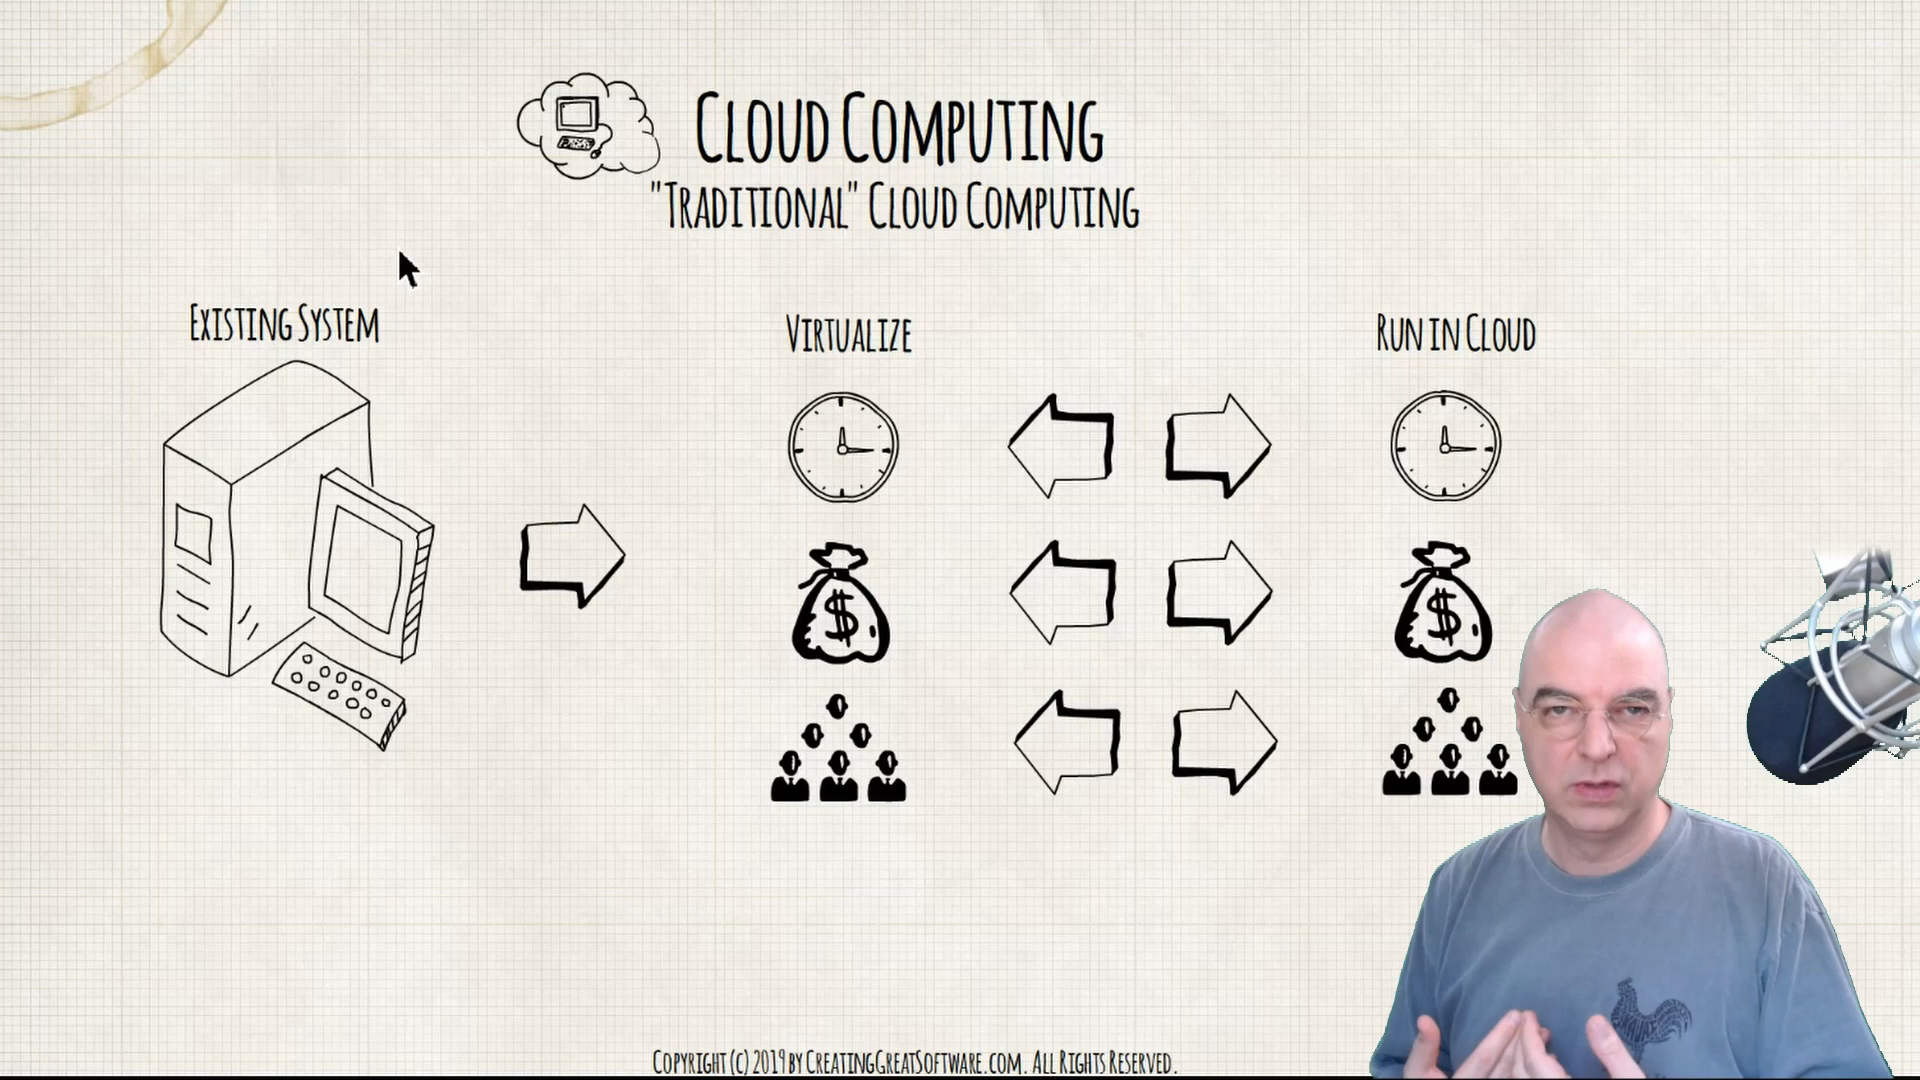 Cloud Computing
"Traditional" Cloud Computing
Existing System
Virtualize
Run in Cloud
$
$
Copyright (c) 2019 by CreatingGreatSoftware.com. All Rights Reserved.